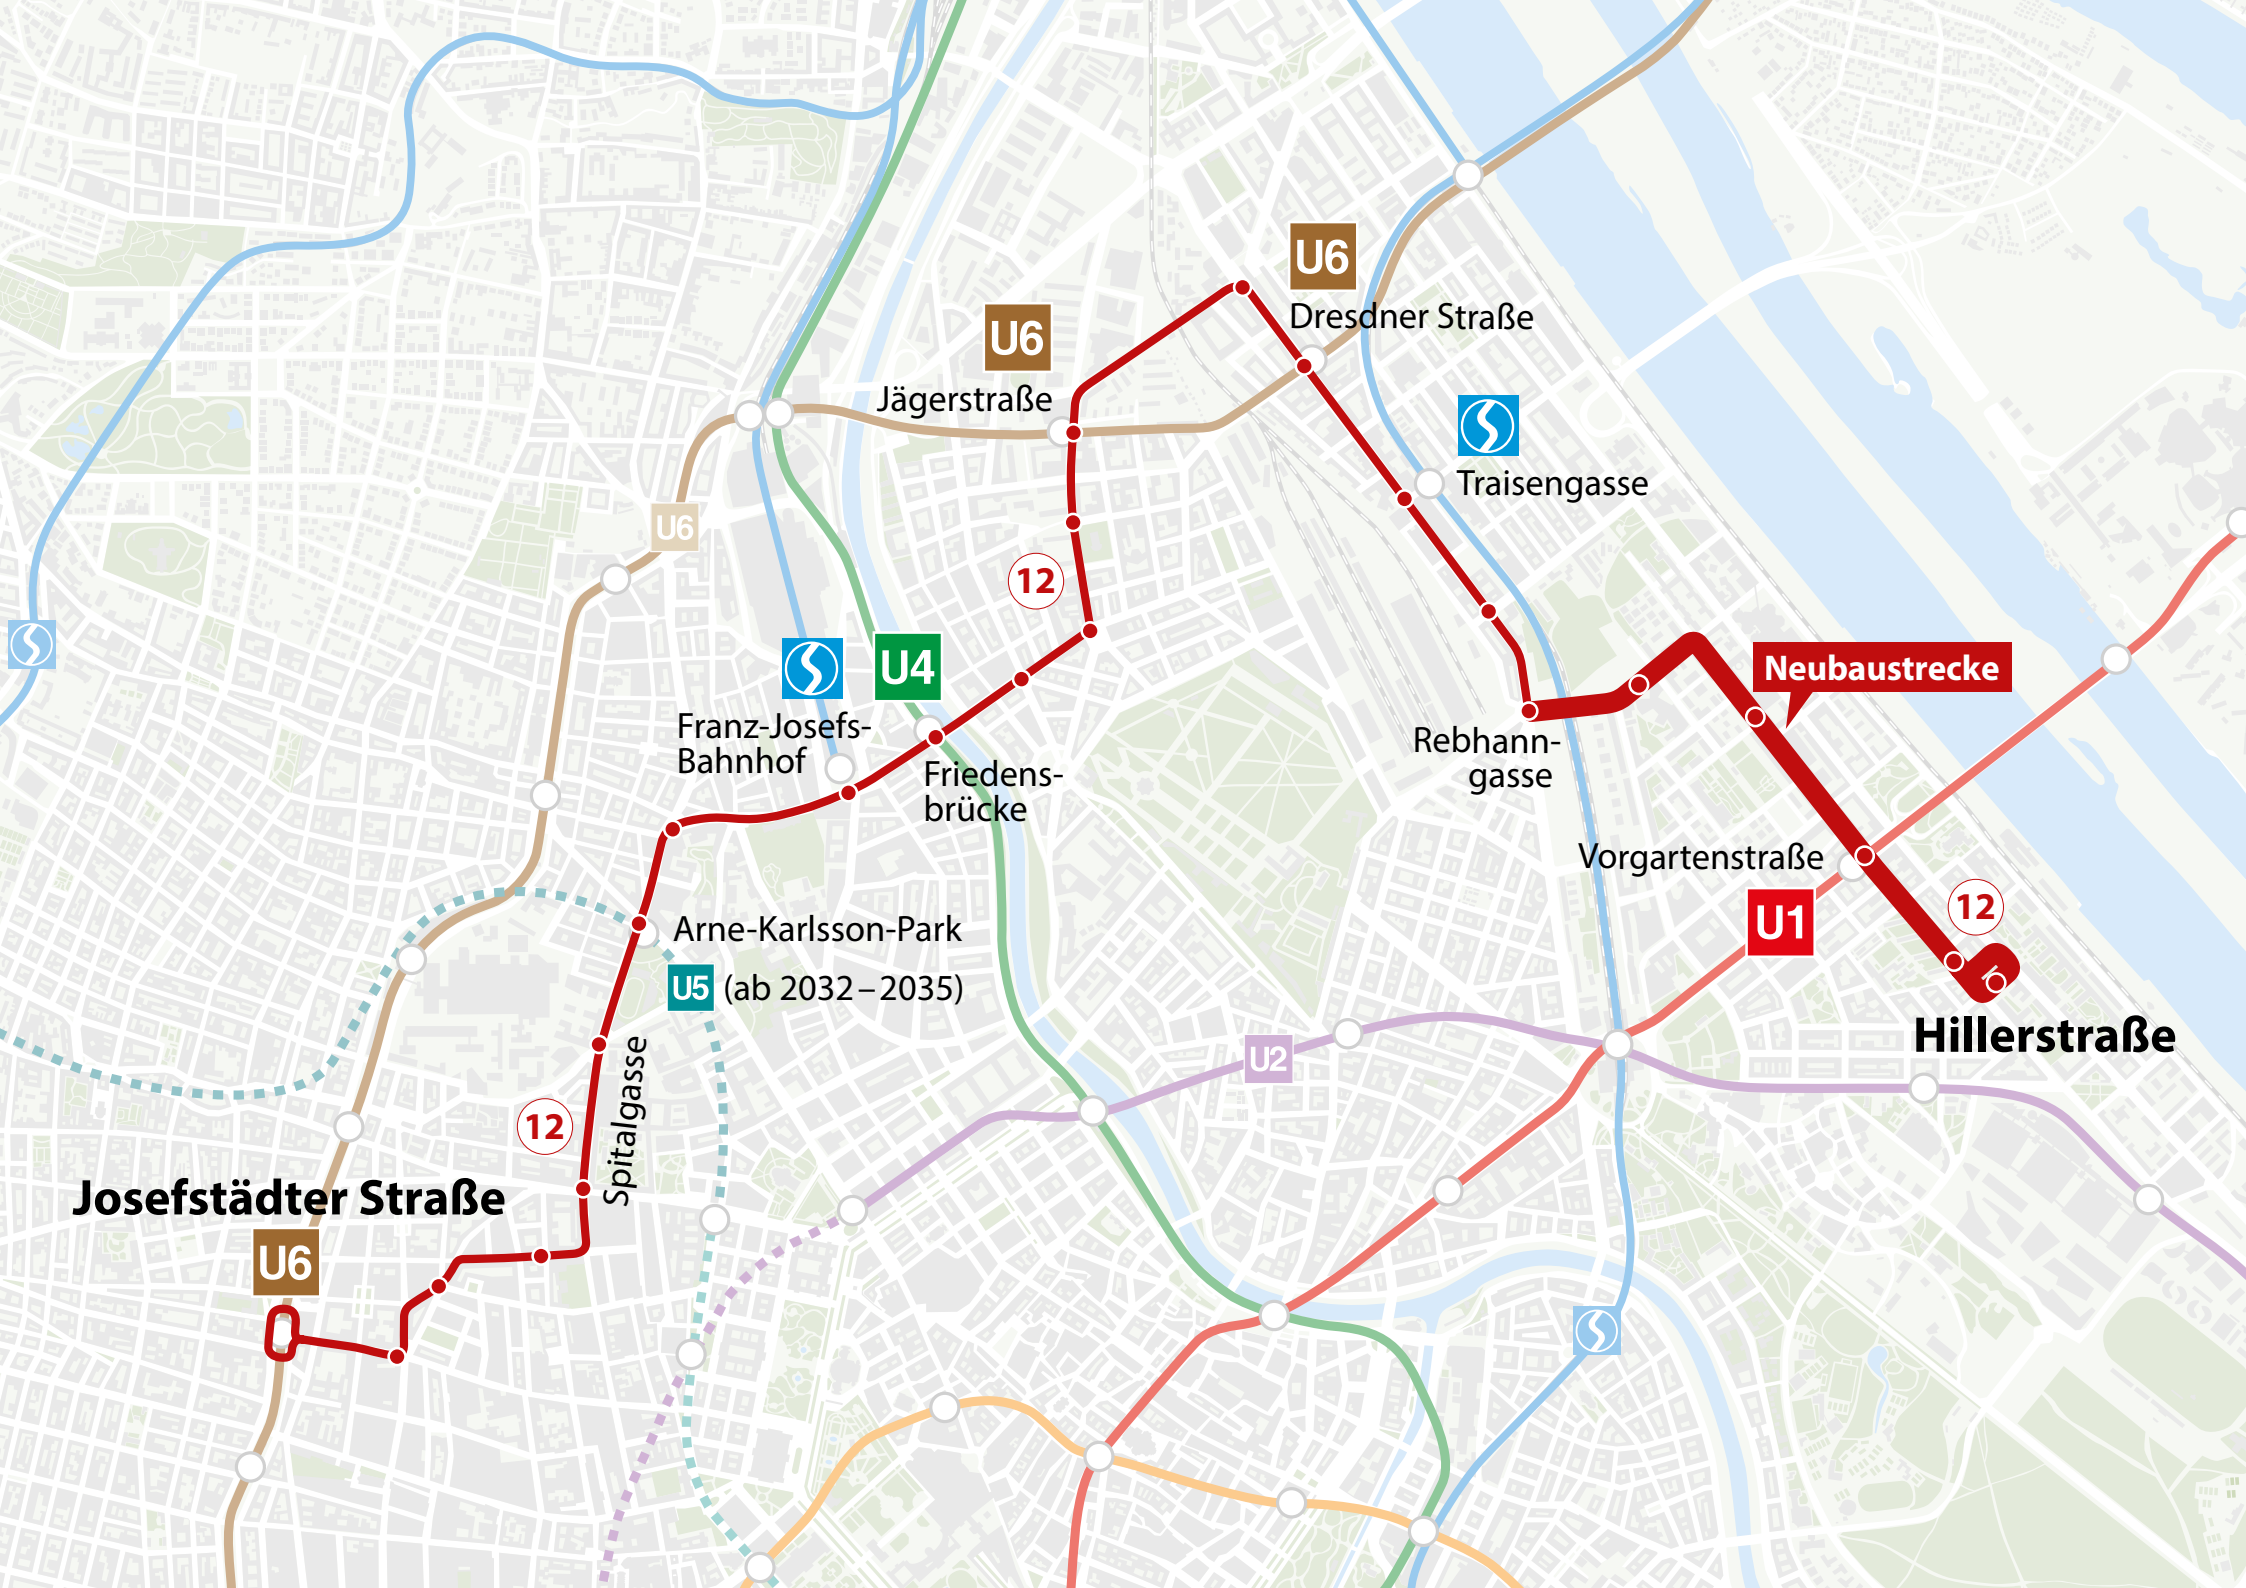 U6
Dresdner Straße
U6
Jägerstraße
Traisengasse
U6
12
U4
Franz-Josefs-
Bahnhof
Friedens-
brücke
Neubaustrecke
Rebhann-
gasse
Vorgartenstraße
U1
12
Arne-Karlsson-Park
U5 (ab 2032–2035)
Hillerstraße
U2
Spitalgasse
12
Josefstädter Straße
U6